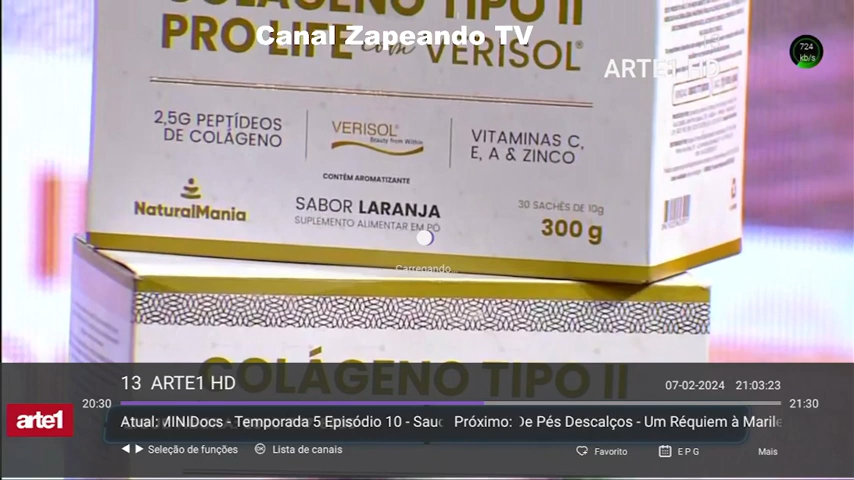 COLÁGENO TIPO II
PRO LIFE com VERISOL®
Canal Zapeando TV
724
kb/s
ARTE1 HD
2,5G PEPTÍDEOS
DE COLÁGENO
VERISOL®
Beauty from Within
VITAMINAS C,
E, A & ZINCO
CONTÉM AROMATIZANTE
NaturalMania
SABOR LARANJA
SUPLEMENTO ALIMENTAR EM PÓ
30 SACHÊS DE 10g
300 g
Carregando...
COLÁGENO TIPO II
13 ARTE1 HD
07-02-2024 21:03:23
20:30
21:30
arte1
Atual: MINIDocs - Temporada 5 Episódio 10 - Sauc
Próximo: De Pés Descalços - Um Réquiem à Marile
Seleção de funções
OK Lista de canais
Favorito
EPG
Mais